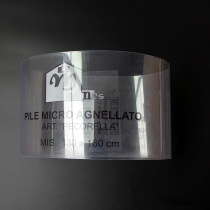 PILE MICRO AGNELLATO
ART. "PECORELLA"
MIS. 160 cm